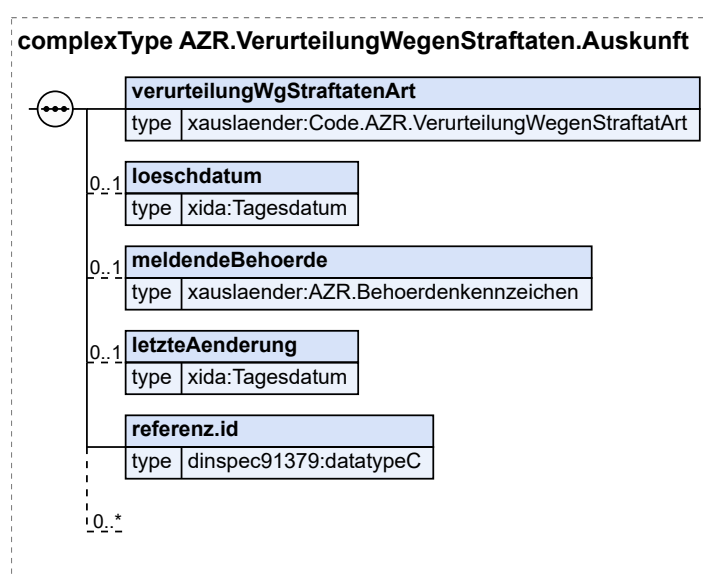 complexType AZR.VerurteilungWegenStraftaten.Auskunft
verurteilungWgStraftatenArt
type xauslaender:Code.AZR.VerurteilungWegenStraftatArt
0..1 loeschdatum
type xida:Tagesdatum
0..1 meldendeBehoerde
type xauslaender:AZR.Behoerdenkennzeichen
0..1 letzteAenderung
type xida:Tagesdatum
referenz.id
type dinspec91379:datatypeC
0..*